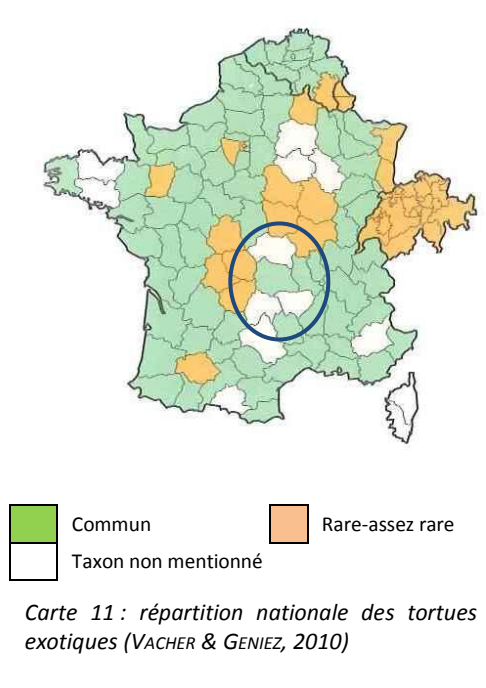 Commun
Rare-assez rare
Taxon non mentionné
Carte 11 : répartition nationale des tortues
exotiques (VACHER & GENIEZ, 2010)